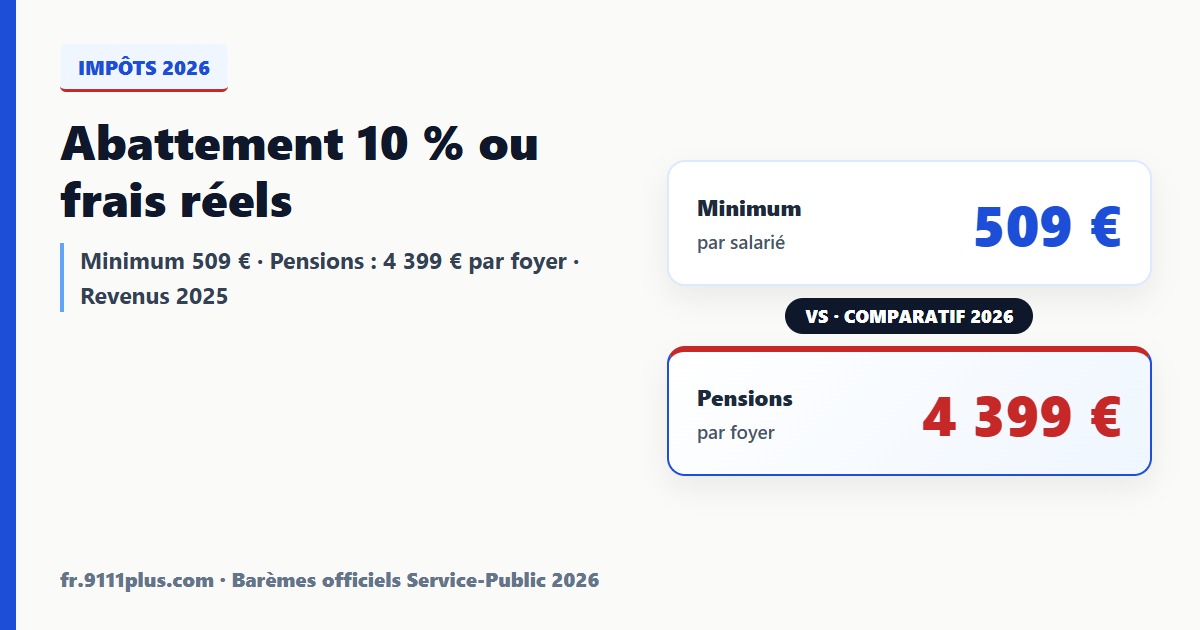 IMPÔTS 2026
Abattement 10 % ou
frais réels
Minimum 509 € · Pensions : 4 399 € par foyer ·
Revenus 2025
Minimum
par salarié
509 €
VS · COMPARATIF 2026
Pensions
par foyer
4 399 €
fr.9111plus.com · Barèmes officiels Service-Public 2026